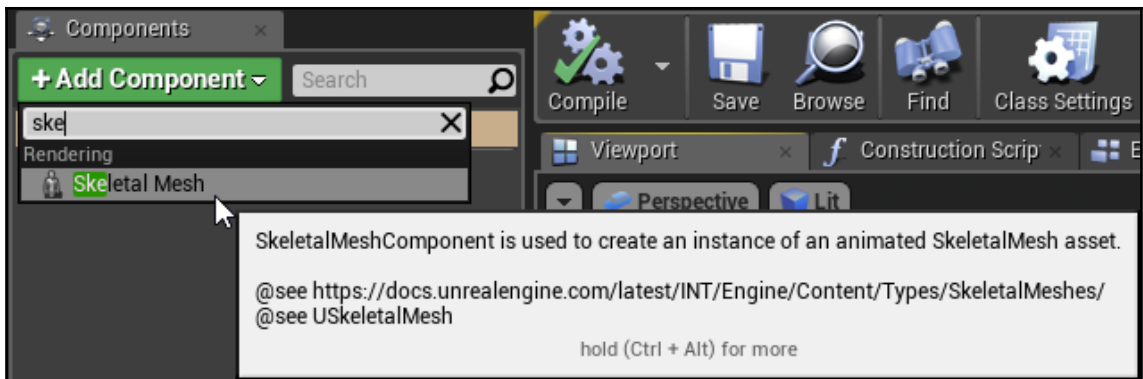 Components
+Add Component
Search
ske
Rendering
Skeletal Mesh
Compile
Save
Browse
Find
Class Settings
Viewport
Construction Scrip
E
Perspective
Lit
SkeletalMeshComponent is used to create an instance of an animated SkeletalMesh asset.
@see https://docs.unrealengine.com/latest/INT/Engine/Content/Types/SkeletalMeshes/
@see USkeletalMesh
hold (Ctrl + Alt) for more